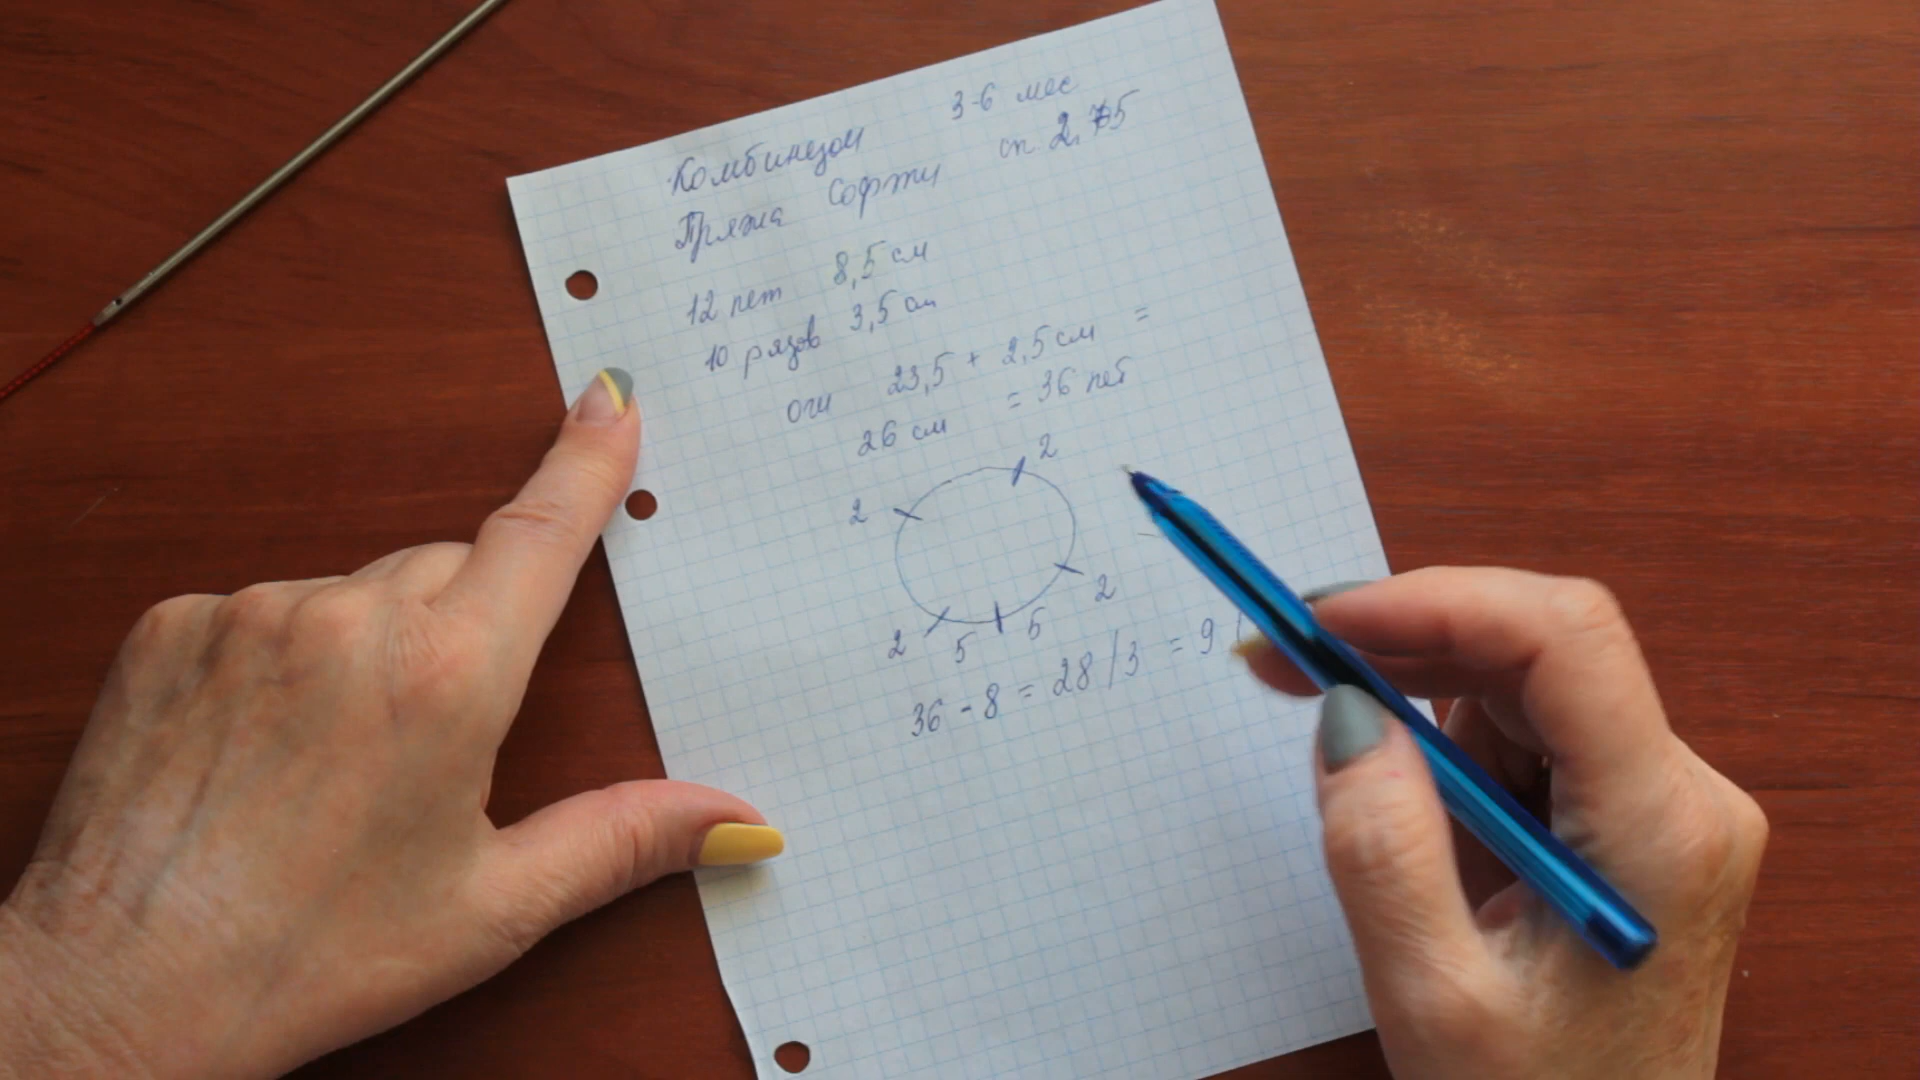 Комбинезон 3-6 мес
Пряжа Софти сп. 2,75
12 пет 8,5 см
10 рядов 3,5 см
ОГШ 23,5 + 2,5 см =
26 см = 36 пет
2
2
2
2 5 5
36 - 8 = 28 / 3 = 9 (